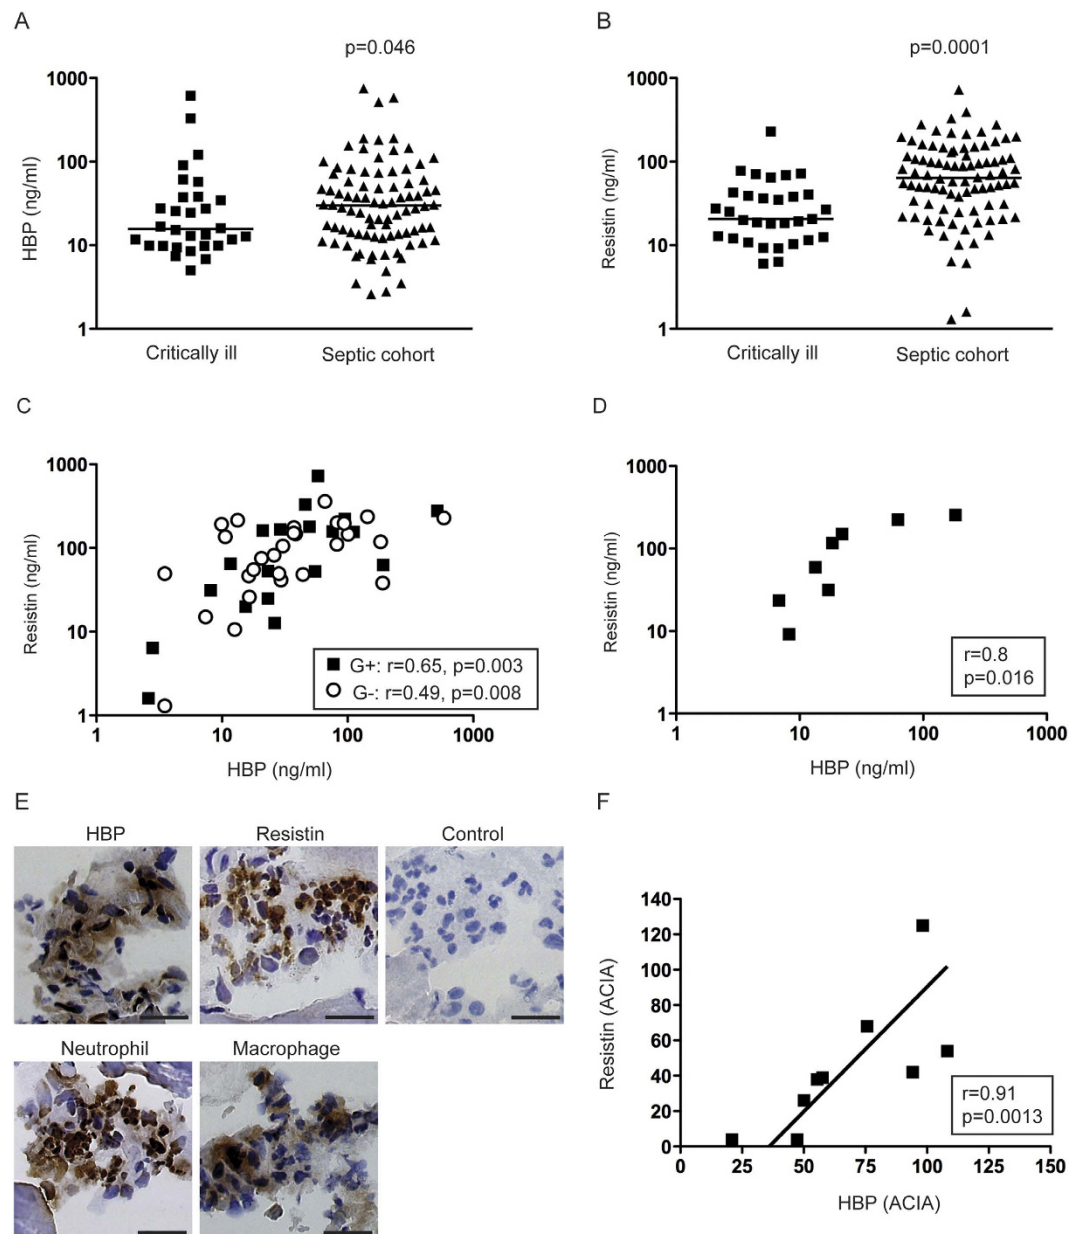 A
p=0.046
1000
100
10
1
HBP (ng/ml)
Critically ill
Septic cohort
B
p=0.0001
1000
100
10
1
Resistin (ng/ml)
Critically ill
Septic cohort
C
1000
100
10
1
Resistin (ng/ml)
G+: r=0.65, p=0.003
G-: r=0.49, p=0.008
1 10 100 1000
HBP (ng/ml)
D
1000
100
10
1
Resistin (ng/ml)
r=0.8
p=0.016
1 10 100 1000
HBP (ng/ml)
E
HBP Resistin Control
Neutrophil Macrophage
F
140
120
100
80
60
40
20
0
Resistin (ACIA)
r=0.91
p=0.0013
0 25 50 75 100 125 150
HBP (ACIA)